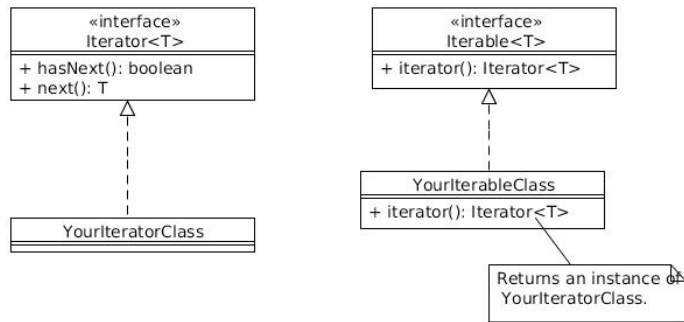 «interface»
Iterator<T>
+ hasNext(): boolean
+ next(): T
YourIteratorClass
«interface»
Iterable<T>
+ iterator(): Iterator<T>
YourIterableClass
+ iterator(): Iterator<T>
Returns an instance of
YourIteratorClass.